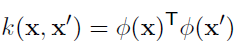 k(x, x′) = ϕ(x)ᵀϕ(x′)